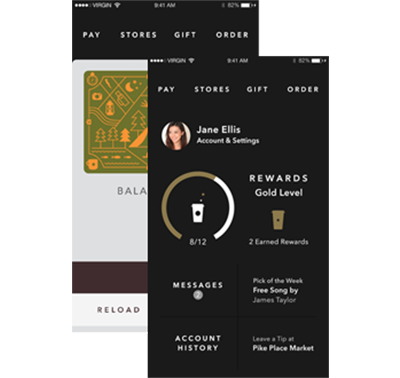 VIRGIN 9:41 AM 82%
PAY STORES GIFT ORDER
BALA
RELOAD
VIRGIN 9:41 AM 82%
PAY STORES GIFT ORDER
Jane Ellis
Account & Settings
REWARDS
Gold Level
8/12
2 Earned Rewards
MESSAGES
2
Pick of the Week
Free Song by
James Taylor
ACCOUNT
HISTORY
Leave a Tip at
Pike Place Market